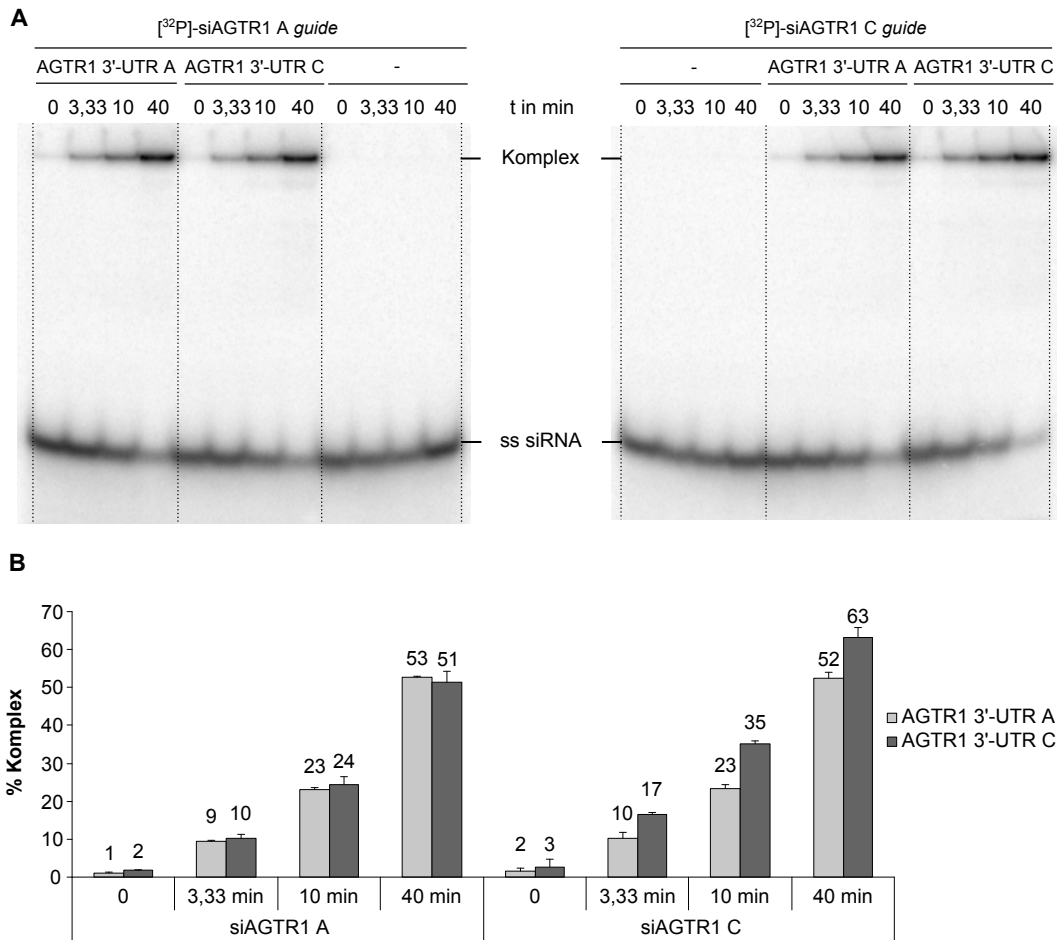 A
[³²P]-siAGTR1 A guide
[³²P]-siAGTR1 C guide
AGTR1 3'-UTR A AGTR1 3'-UTR C -
- AGTR1 3'-UTR A AGTR1 3'-UTR C
0 3,33 10 40 0 3,33 10 40 0 3,33 10 40 t in min 0 3,33 10 40 0 3,33 10 40 0 3,33 10 40
Komplex
ss siRNA
B
% Komplex
70
60
50
40
30
20
10
0
1 2 9 10 23 24 53 51 2 3 10 17 23 35 52 63
AGTR1 3'-UTR A
AGTR1 3'-UTR C
0 3,33 min 10 min 40 min 0 3,33 min 10 min 40 min
siAGTR1 A siAGTR1 C